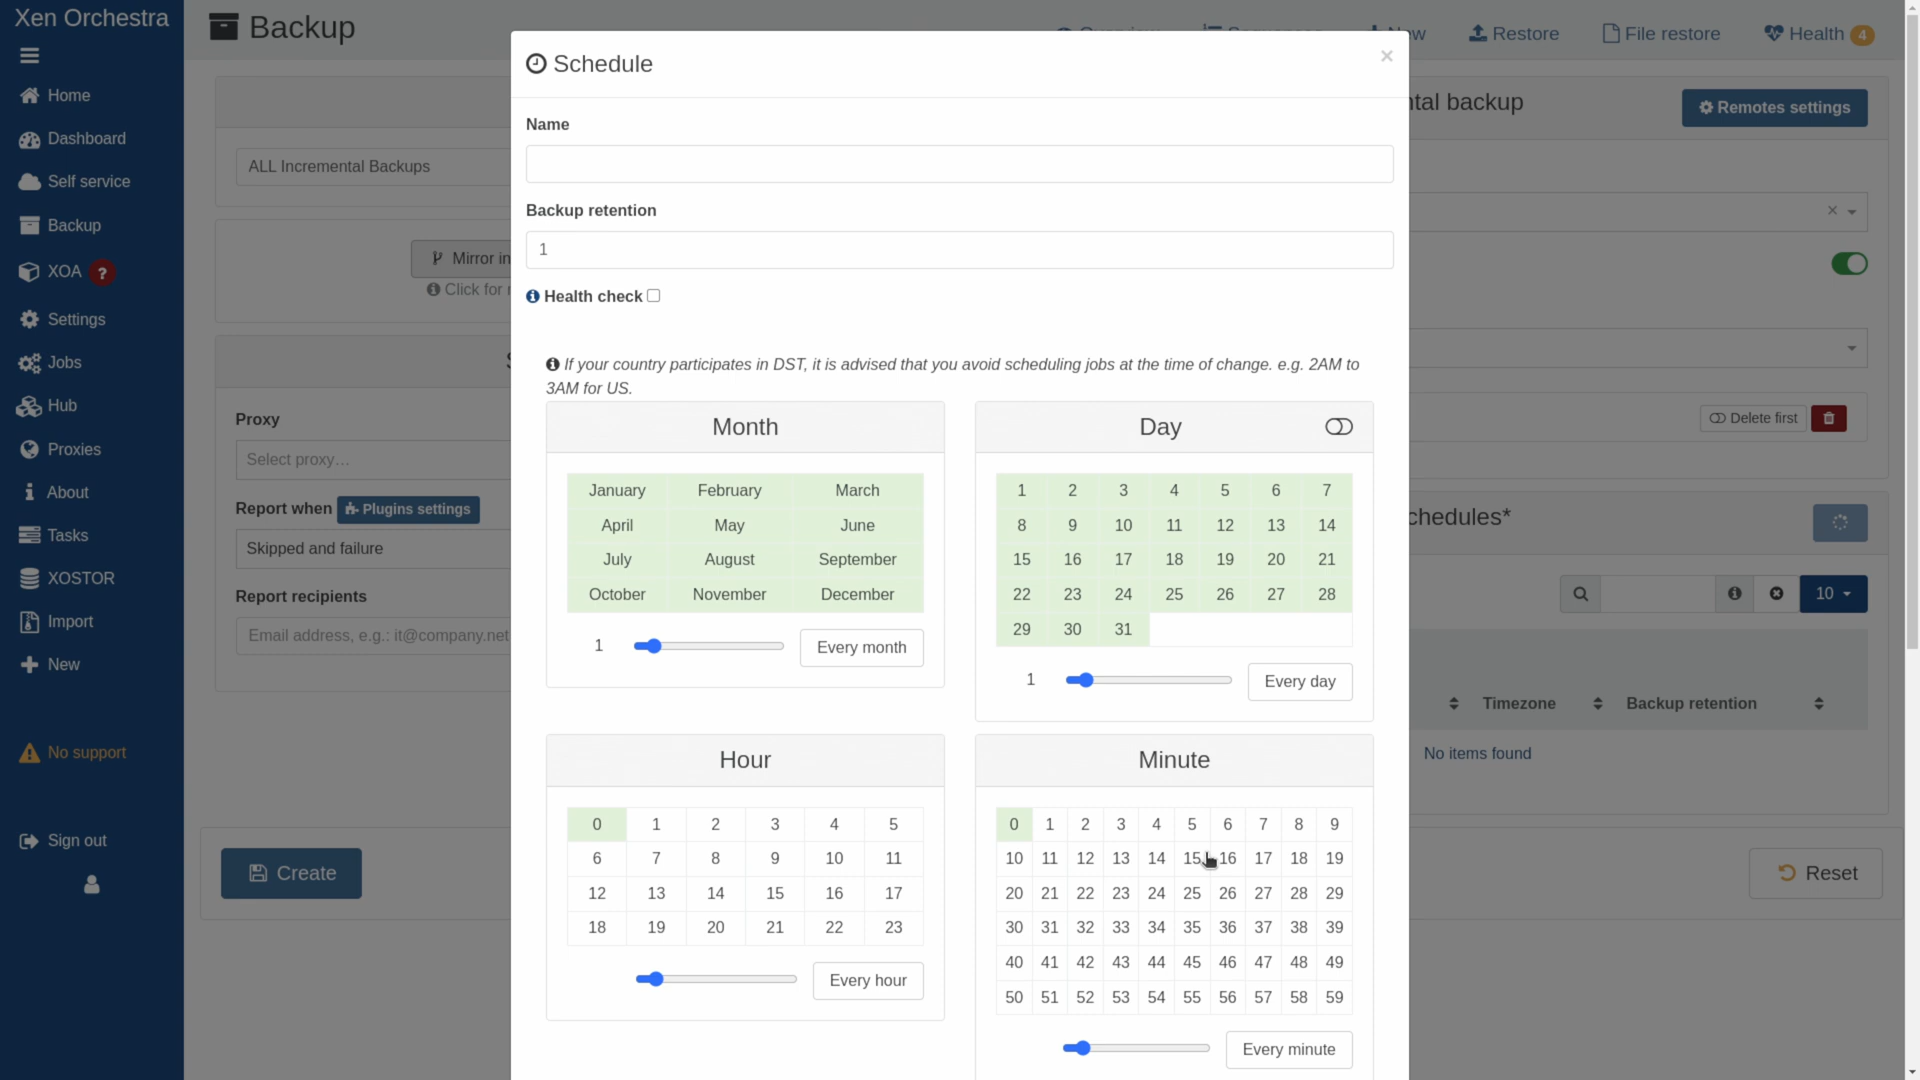 Xen Orchestra
Home
Dashboard
Self service
Backup
XOA ?
Settings
Jobs
Hub
Proxies
About
Tasks
XOSTOR
Import
New
No support
Sign out
Backup
New
Restore
File restore
Health 4
ALL Incremental Backups
Mirror in
Click for
Proxy
Select proxy…
Report when Plugins settings
Skipped and failure
Report recipients
Email address, e.g.: it@company.net
Create
Schedule
×
Name
Backup retention
1
Health check
If your country participates in DST, it is advised that you avoid scheduling jobs at the time of change. e.g. 2AM to
3AM for US.
Month
January February March
April May June
July August September
October November December
1 Every month
Day
1 2 3 4 5 6 7
8 9 10 11 12 13 14
15 16 17 18 19 20 21
22 23 24 25 26 27 28
29 30 31
1 Every day
Hour
0 1 2 3 4 5
6 7 8 9 10 11
12 13 14 15 16 17
18 19 20 21 22 23
Every hour
Minute
0 1 2 3 4 5 6 7 8 9
10 11 12 13 14 15 16 17 18 19
20 21 22 23 24 25 26 27 28 29
30 31 32 33 34 35 36 37 38 39
40 41 42 43 44 45 46 47 48 49
50 51 52 53 54 55 56 57 58 59
Every minute
ntal backup
Remotes settings
×
Delete first
chedules*
10
Timezone Backup retention
No items found
Reset